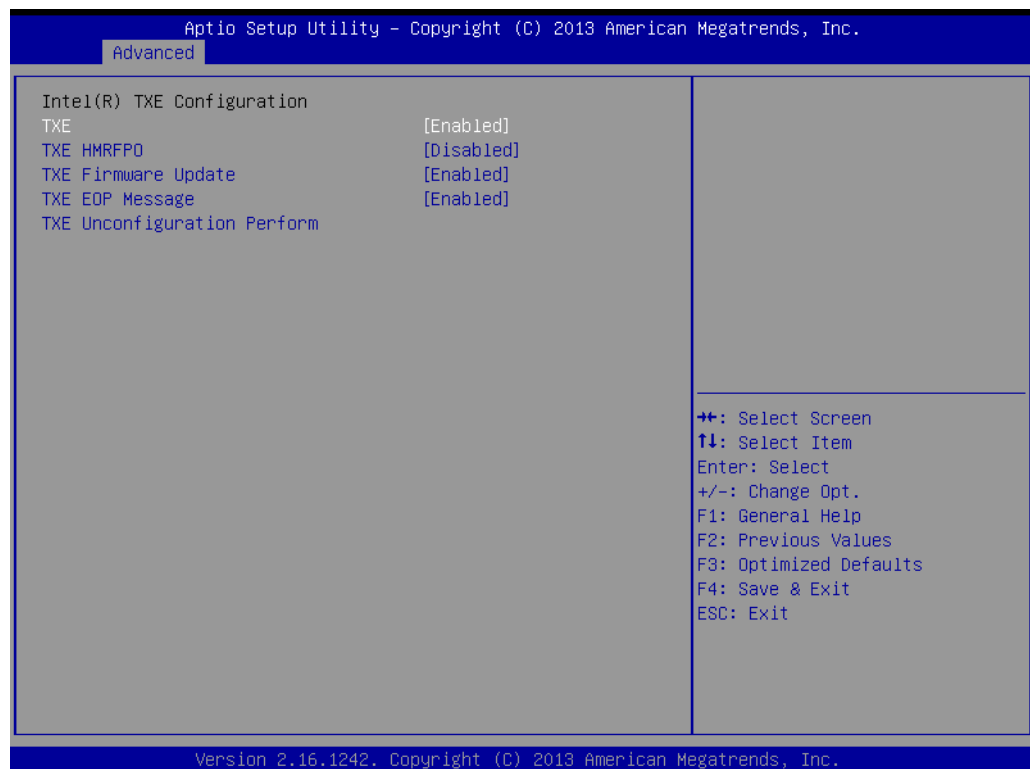 Aptio Setup Utility – Copyright (C) 2013 American Megatrends, Inc.
Advanced
Intel(R) TXE Configuration
TXE [Enabled]
TXE HMRFPO [Disabled]
TXE Firmware Update [Enabled]
TXE EOP Message [Enabled]
TXE Unconfiguration Perform
→←: Select Screen
↑↓: Select Item
Enter: Select
+/-: Change Opt.
F1: General Help
F2: Previous Values
F3: Optimized Defaults
F4: Save & Exit
ESC: Exit
Version 2.16.1242. Copyright (C) 2013 American Megatrends, Inc.